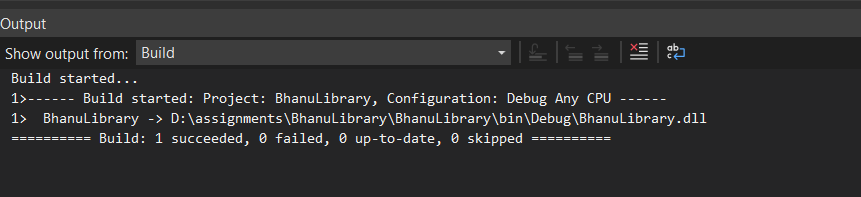 Output
Show output from: Build
Build started...
1>------ Build started: Project: BhanuLibrary, Configuration: Debug Any CPU ------
1>  BhanuLibrary -> D:\assignments\BhanuLibrary\BhanuLibrary\bin\Debug\BhanuLibrary.dll
========== Build: 1 succeeded, 0 failed, 0 up-to-date, 0 skipped ==========